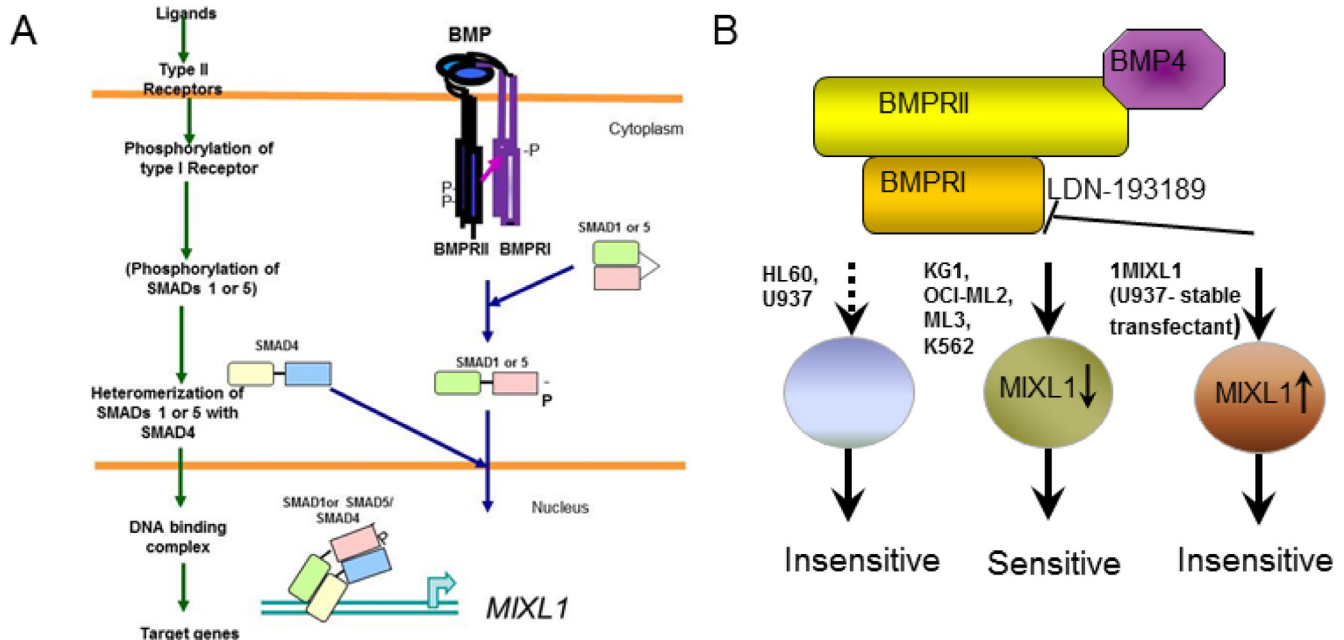 A
Ligands
Type II
Receptors
Phosphorylation of
type I Receptor
(Phosphorylation of
SMADs 1 or 5)
Heteromerization of
SMADs 1 or 5 with
SMAD4
DNA binding
complex
Target genes
BMP
Cytoplasm
-P
P-
P-
BMPRII BMPRI
SMAD1 or 5
SMAD4
SMAD1 or 5
-
P
SMAD1or SMAD5/
SMAD4
P
Nucleus
MIXL1
B
BMP4
BMPRII
BMPRI
LDN-193189
HL60,
U937
KG1,
OCI-ML2,
ML3,
K562
1MIXL1
(U937- stable
transfectant)
MIXL1
MIXL1
Insensitive
Sensitive
Insensitive